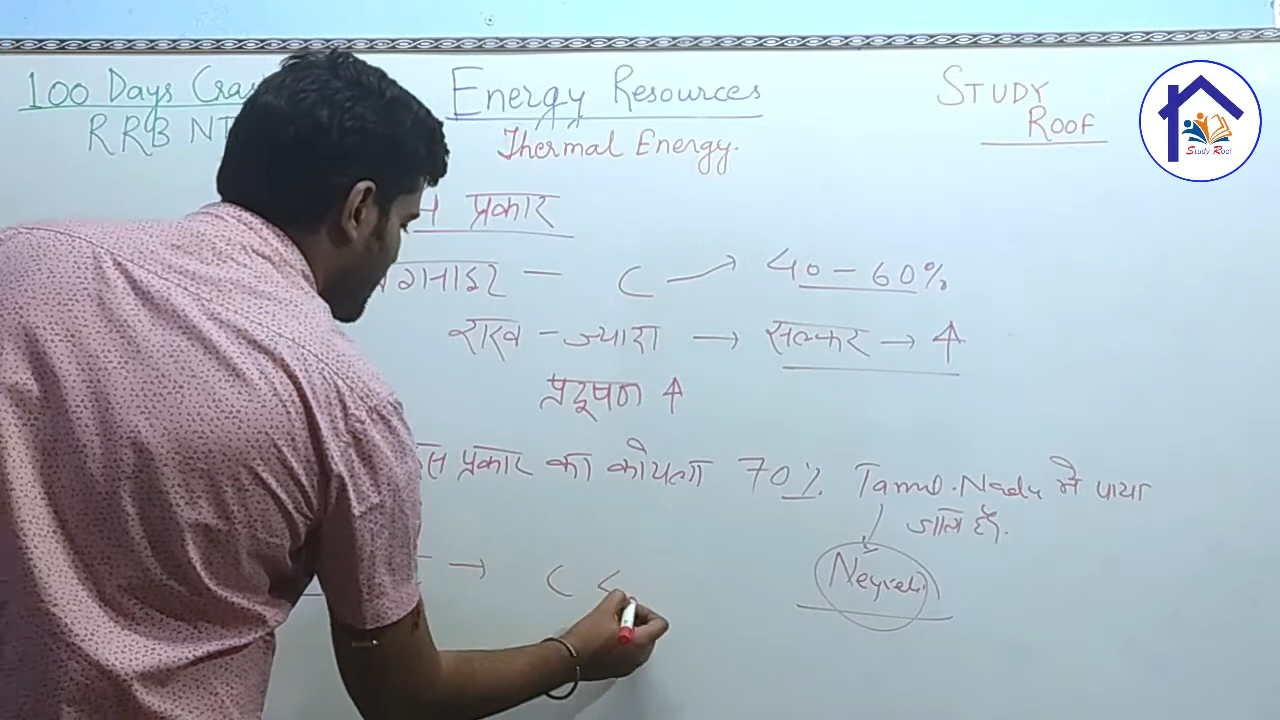 100 Days Cra
RRB NT
Energy Resources
Thermal Energy.
STUDY
ROOF
Study Roof
प्रकार
C → 40 - 60%
राख - ज्यादा → सल्फर → ↑
प्रदूषण ↑
इस प्रकार का कोयला 70% Tamil Nadu में पाया
जाता है.
→ C <